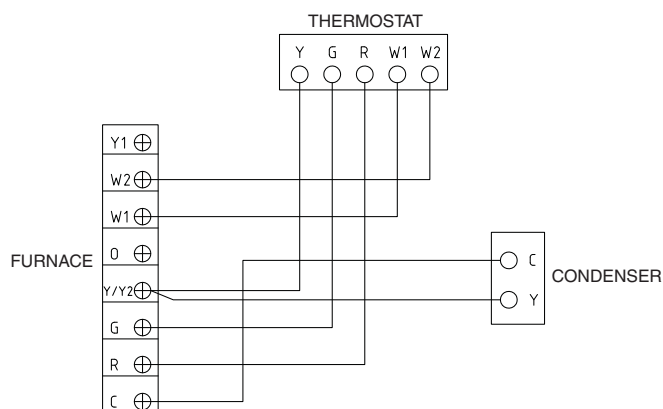 THERMOSTAT
Y G R W1 W2
Y1
W2
W1
O
FURNACE
Y/Y2
G
R
C
C
CONDENSER
Y